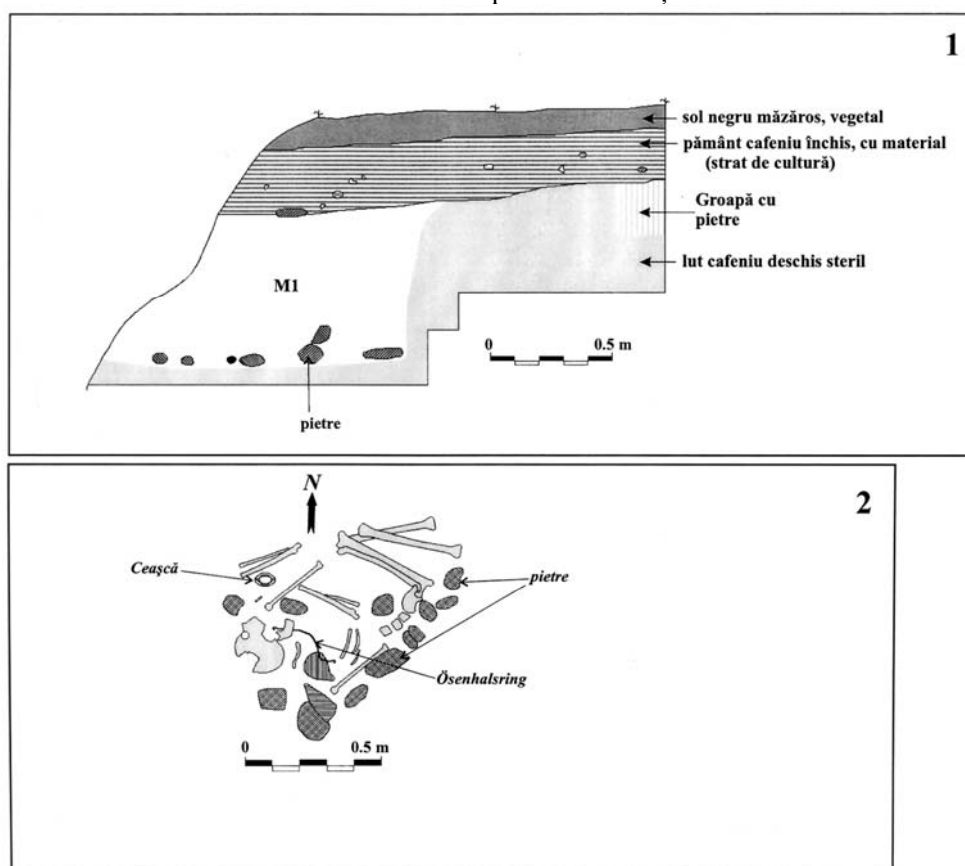 1
sol negru măzăros, vegetal
pământ cafeniu închis, cu material
(strat de cultură)
Groapă cu
pietre
lut cafeniu deschis steril
M1
0 0.5 m
pietre
2
N
Ceaşcă
pietre
Ösenhalsring
0 0.5 m